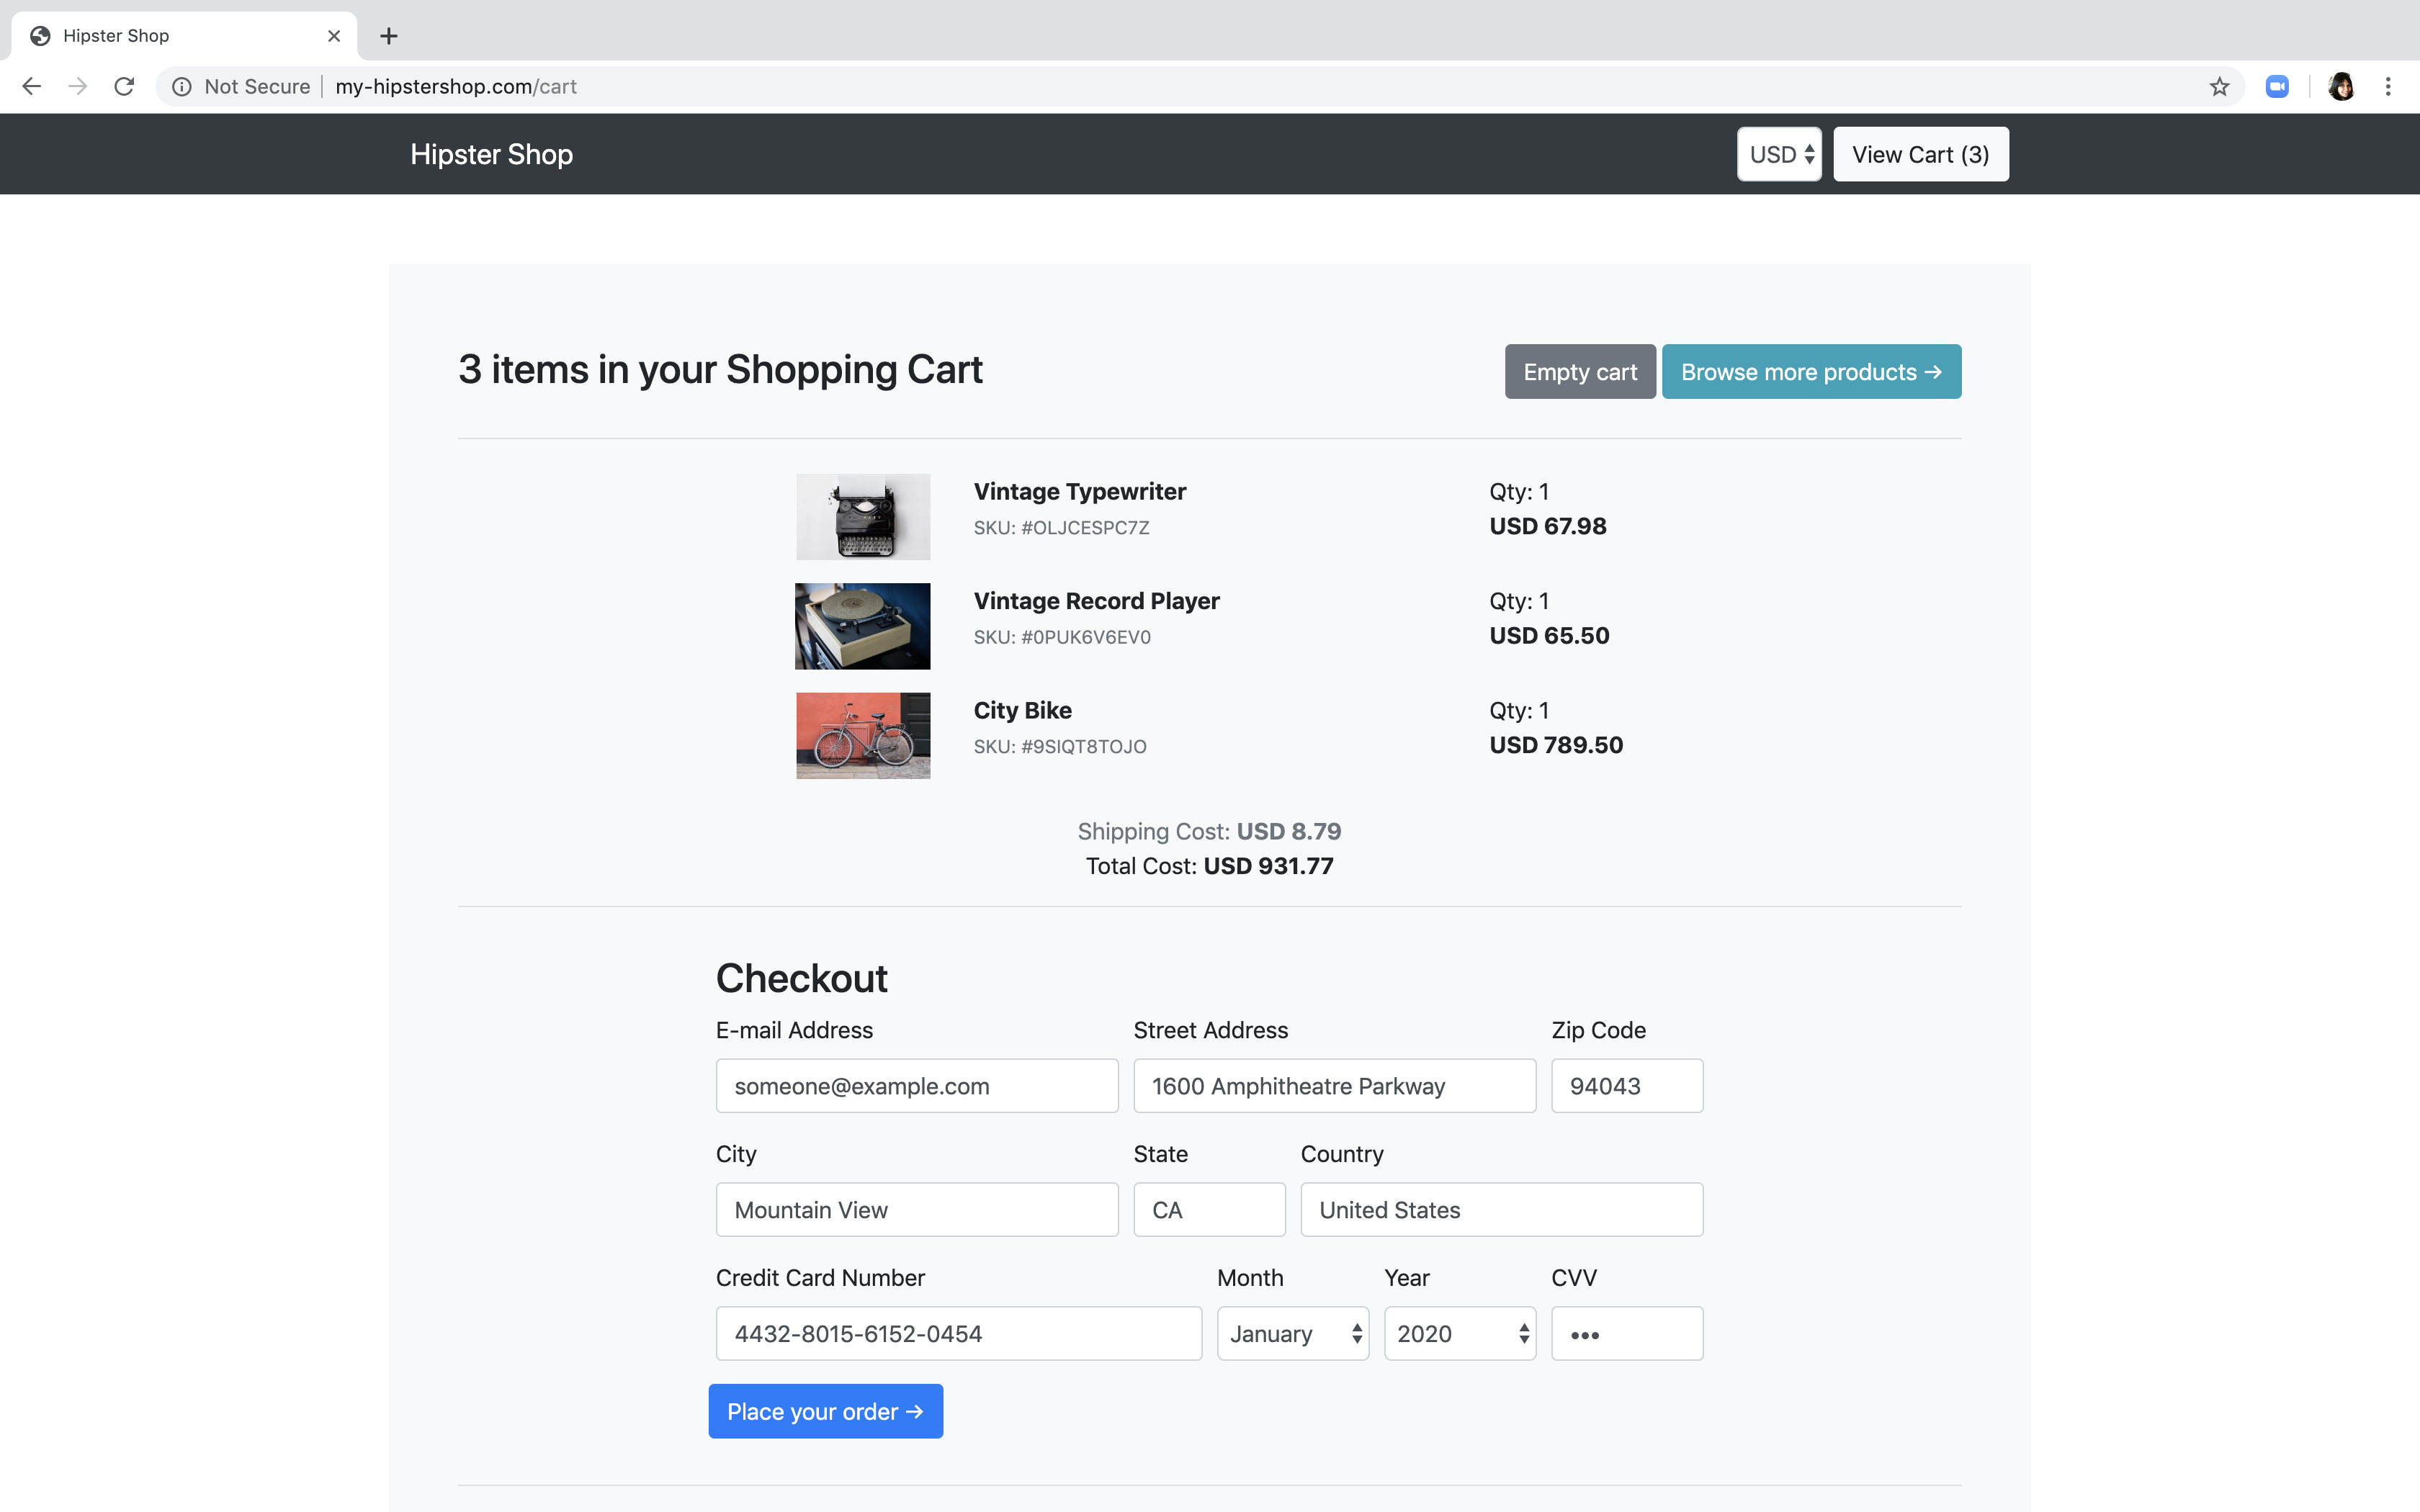 Hipster Shop
Not Secure my-hipstershop.com/cart
Hipster Shop USD View Cart (3)
3 items in your Shopping Cart Empty cart Browse more products →
Vintage Typewriter Qty: 1
SKU: #OLJCESPC7Z USD 67.98
Vintage Record Player Qty: 1
SKU: #0PUK6V6EV0 USD 65.50
City Bike Qty: 1
SKU: #9SIQT8TOJO USD 789.50
Shipping Cost: USD 8.79
Total Cost: USD 931.77
Checkout
E-mail Address Street Address Zip Code
someone@example.com 1600 Amphitheatre Parkway 94043
City State Country
Mountain View CA United States
Credit Card Number Month Year CVV
4432-8015-6152-0454 January 2020 •••
Place your order →